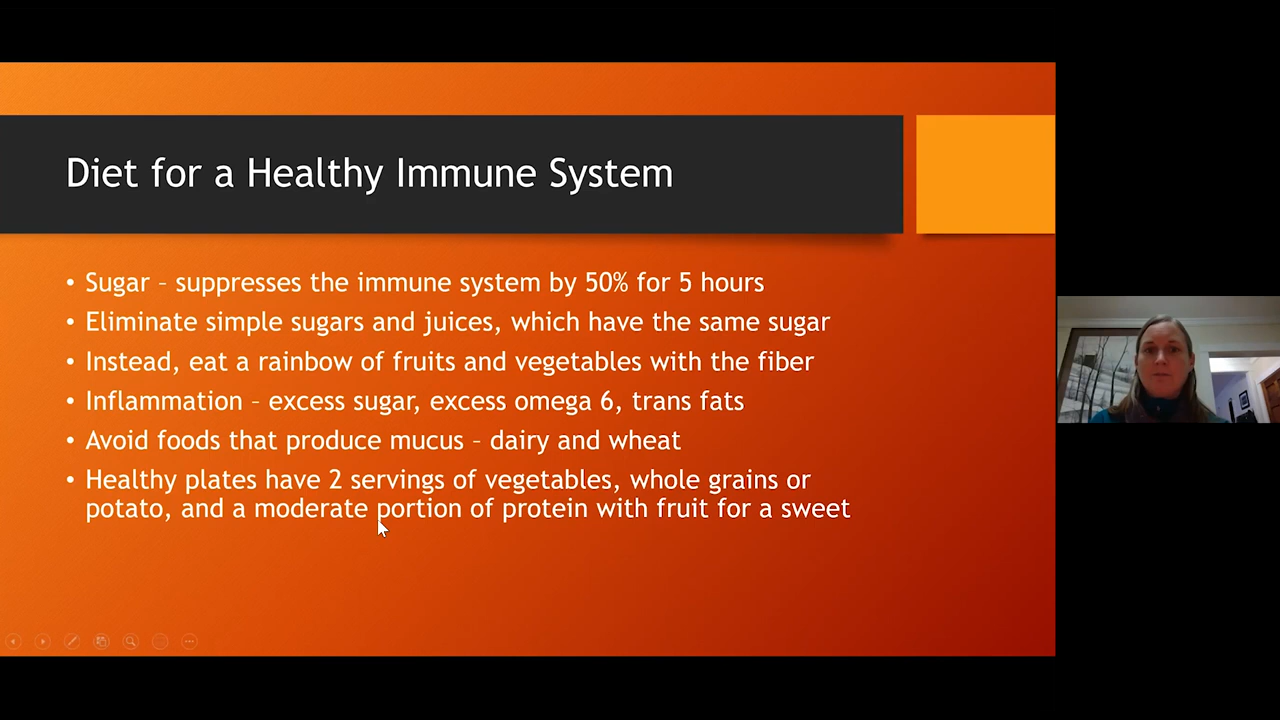 Diet for a Healthy Immune System
• Sugar – suppresses the immune system by 50% for 5 hours
• Eliminate simple sugars and juices, which have the same sugar
• Instead, eat a rainbow of fruits and vegetables with the fiber
• Inflammation – excess sugar, excess omega 6, trans fats
• Avoid foods that produce mucus – dairy and wheat
• Healthy plates have 2 servings of vegetables, whole grains or
potato, and a moderate portion of protein with fruit for a sweet